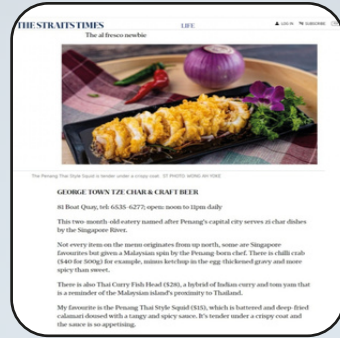 THE STRAITS TIMES
LIFE
LOG IN
SUBSCRIBE
The al fresco newbie
The Penang Thai Style Squid is tender under a crispy coat. ST PHOTO: WONG AH YOKE
GEORGE TOWN TZE CHAR & CRAFT BEER
81 Boat Quay, tel: 6535-6277; open: noon to 11pm daily
This two-month-old eatery named after Penang's capital city serves zi char dishes
by the Singapore River.
Not every item on the menu originates from up north, some are Singapore
favourites but given a Malaysian spin by the Penang-born chef. There is chilli crab
($40 for 500g) for example, minus ketchup in the egg-thickened gravy and more
spicy than sweet.
There is also Thai Curry Fish Head ($28), a hybrid of Indian curry and tom yam that
is a reminder of the Malaysian island's proximity to Thailand.
My favourite is the Penang Thai Style Squid ($15), which is battered and deep-fried
calamari doused with a tangy and spicy sauce. It's tender under a crispy coat and
the sauce is so appetising.